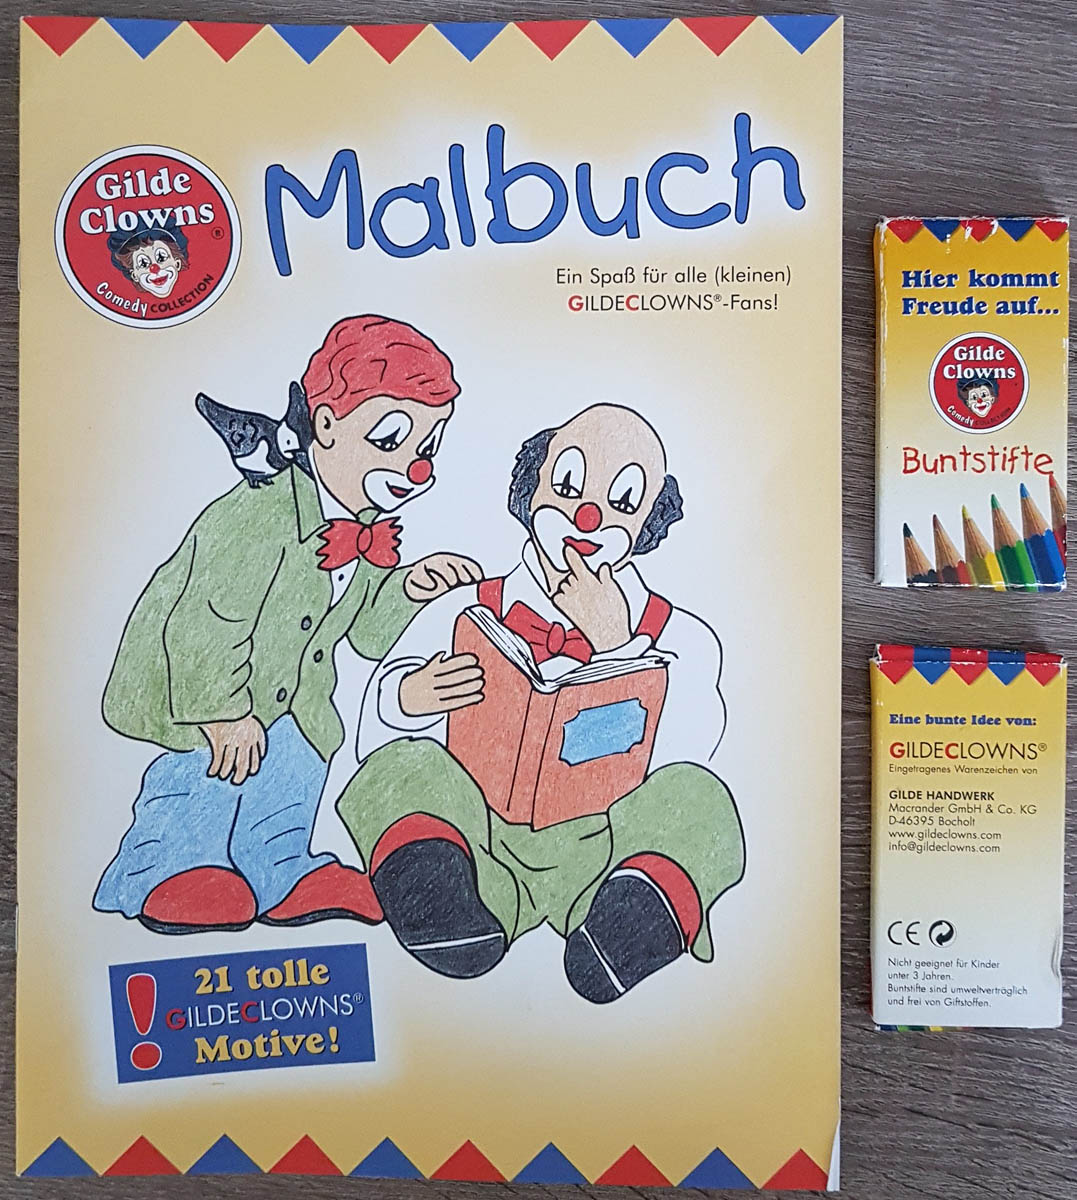 Gilde
Clowns
®
Comedy COLLECTION
Malbuch
Ein Spaß für alle (kleinen)
GILDECLOWNS®-Fans!
! 21 tolle
GILDECLOWNS®
Motive!
Hier kommt
Freude auf...
Gilde
Clowns
Comedy COLLECTION
Buntstifte
Eine bunte Idee von:
GILDECLOWNS®
Eingetragenes Warenzeichen von
GILDE HANDWERK
Macrander GmbH & Co. KG
D-46395 Bocholt
www.gildeclowns.com
info@gildeclowns.com
CE
Nicht geeignet für Kinder
unter 3 Jahren.
Buntstifte sind umweltverträglich
und frei von Giftstoffen.